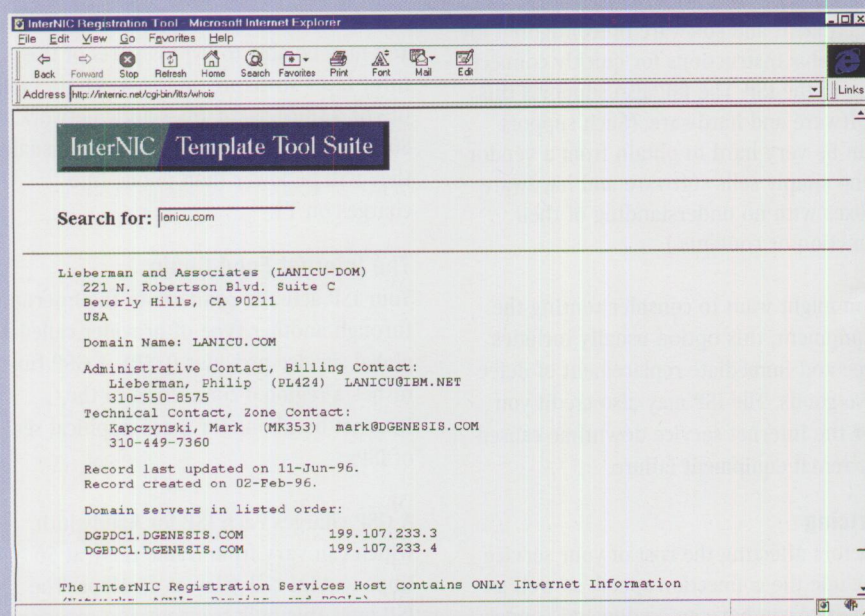 InterNIC Registration Tool - Microsoft Internet Explorer
File Edit View Go Favorites Help
Back Forward Stop Refresh Home Search Favorites Print Font Mail Edit
Address http://internic.net/cgi-bin/itts/whois
Links
InterNIC Template Tool Suite
Search for: lanicu.com
Lieberman and Associates (LANICU-DOM)
221 N. Robertson Blvd. Suite C
Beverly Hills, CA 90211
USA
Domain Name: LANICU.COM
Administrative Contact, Billing Contact:
Lieberman, Philip (PL424) LANICU@IBM.NET
310-550-8575
Technical Contact, Zone Contact:
Kapczynski, Mark (MK353) mark@DGENESIS.COM
310-449-7360
Record last updated on 11-Jun-96.
Record created on 02-Feb-96.
Domain servers in listed order:
DGPDC1.DGENESIS.COM 199.107.233.3
DGBDC1.DGENESIS.COM 199.107.233.4
The InterNIC Registration Services Host contains ONLY Internet Information